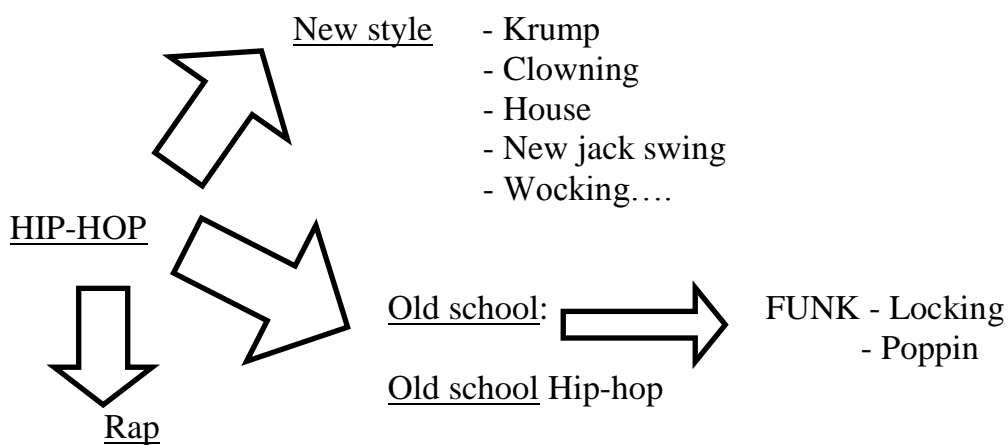 New style - Krump
- Clowning
- House
- New jack swing
- Wocking….
HIP-HOP
Old school: FUNK - Locking
- Poppin
Old school Hip-hop
Rap